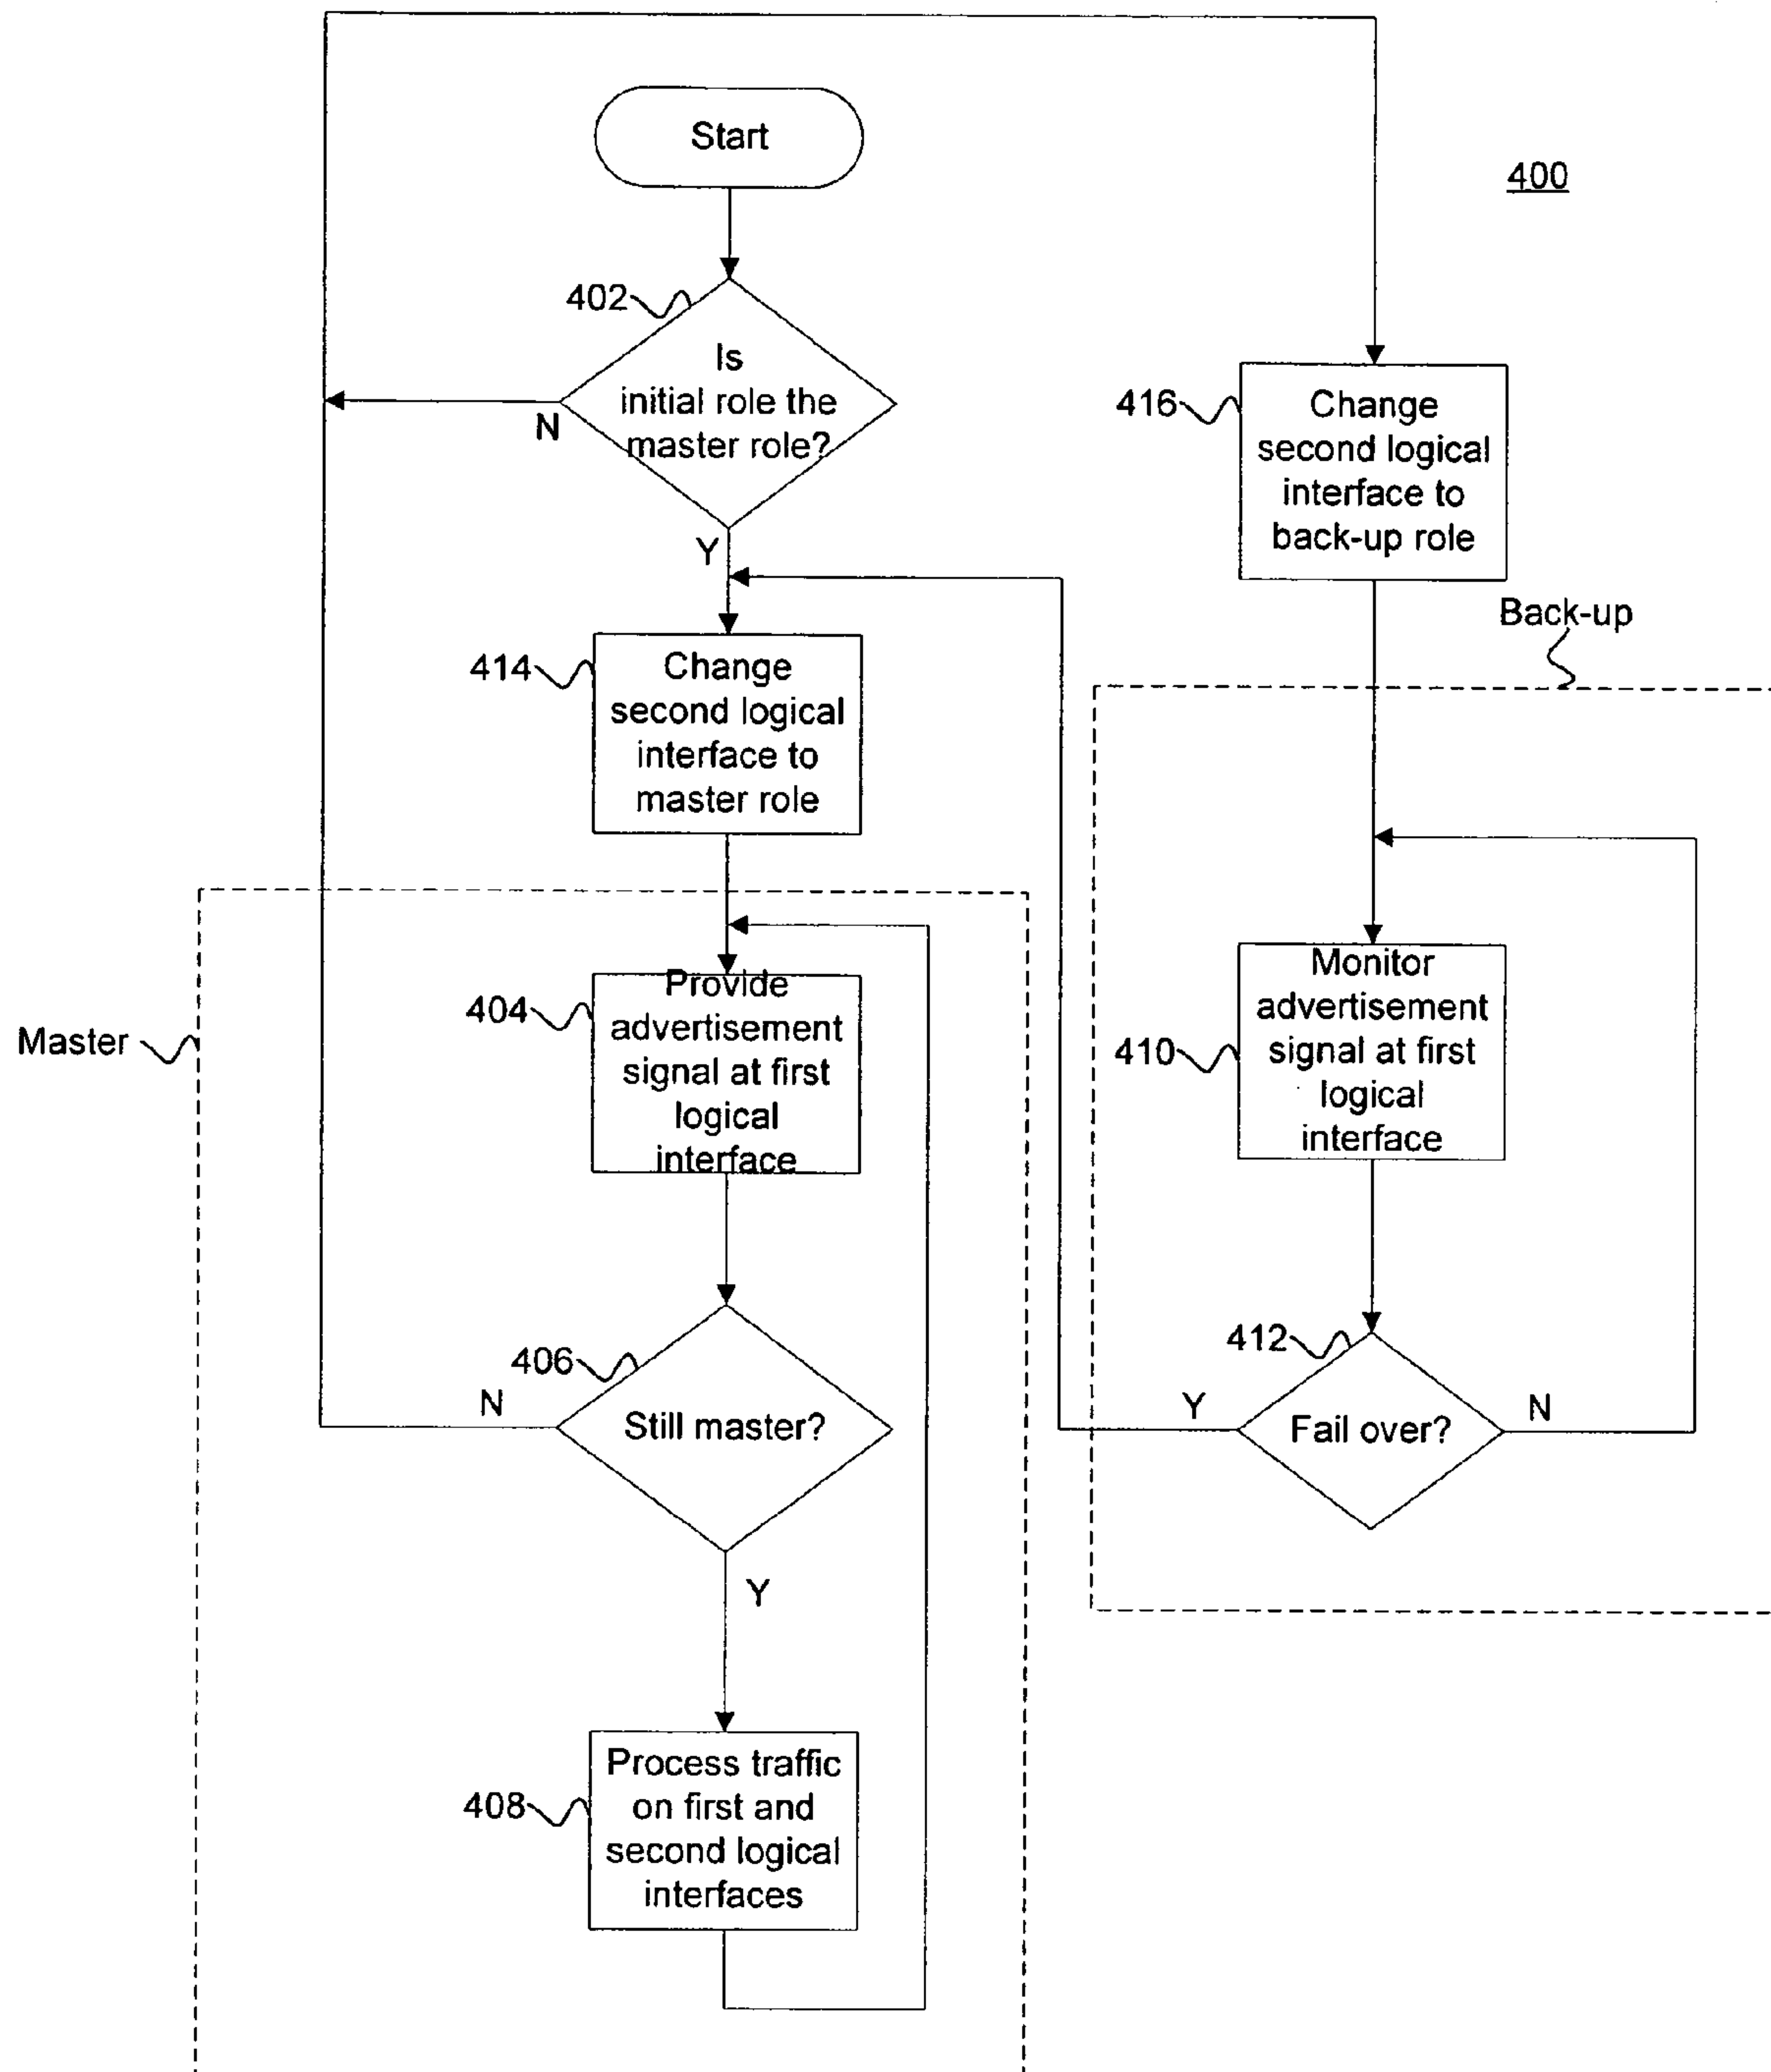 Start
400
402
Is
initial role the
master role?
N
Y
416
Change
second logical
interface to
back-up role
Back-up
414
Change
second logical
interface to
master role
Master
404
Provide
advertisement
signal at first
logical
interface
410
Monitor
advertisement
signal at first
logical
interface
406
Still master?
N
Y
412
Fail over?
Y
N
408
Process traffic
on first and
second logical
interfaces